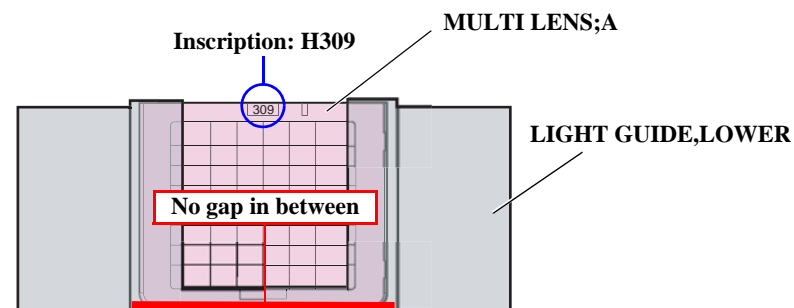 MULTI LENS;A
Inscription: H309
309
LIGHT GUIDE,LOWER
No gap in between